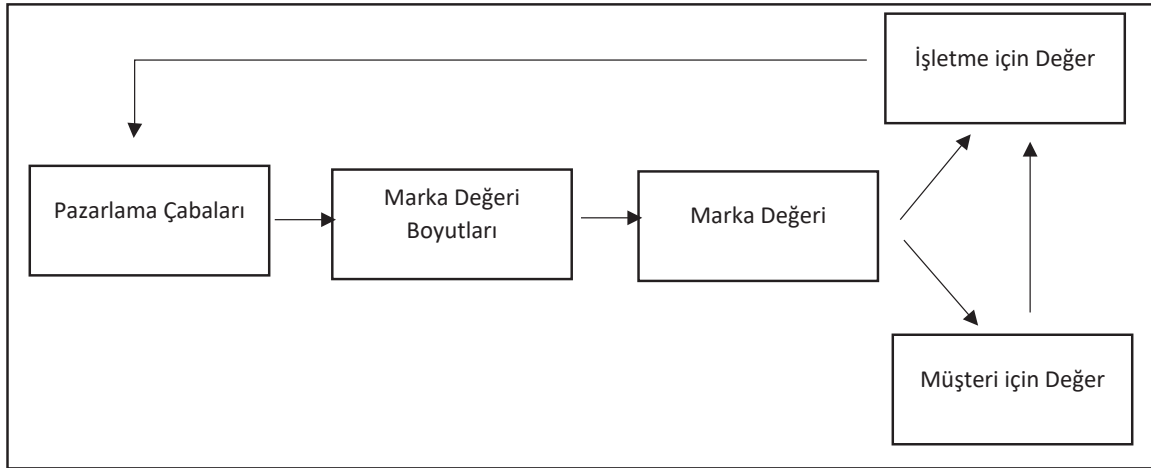 İşletme için Değer
Pazarlama Çabaları
Marka Değeri
Boyutları
Marka Değeri
Müşteri için Değer